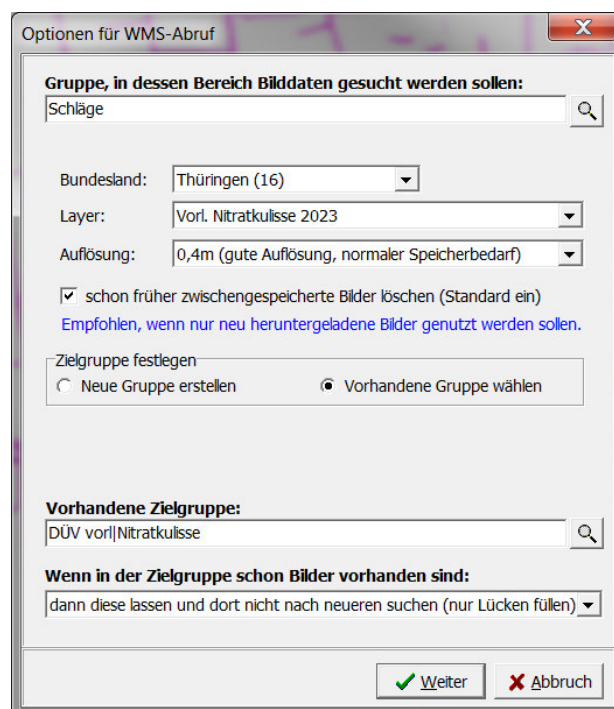 Optionen für WMS-Abruf
Gruppe, in dessen Bereich Bilddaten gesucht werden sollen:
Schläge
Bundesland: Thüringen (16)
Layer: Vorl. Nitratkulisse 2023
Auflösung: 0,4m (gute Auflösung, normaler Speicherbedarf)
schon früher zwischengespeicherte Bilder löschen (Standard ein)
Empfohlen, wenn nur neu heruntergeladene Bilder genutzt werden sollen.
Zielgruppe festlegen
Neue Gruppe erstellen Vorhandene Gruppe wählen
Vorhandene Zielgruppe:
DÜV vorl|Nitratkulisse
Wenn in der Zielgruppe schon Bilder vorhanden sind:
dann diese lassen und dort nicht nach neueren suchen (nur Lücken füllen)
Weiter Abbruch